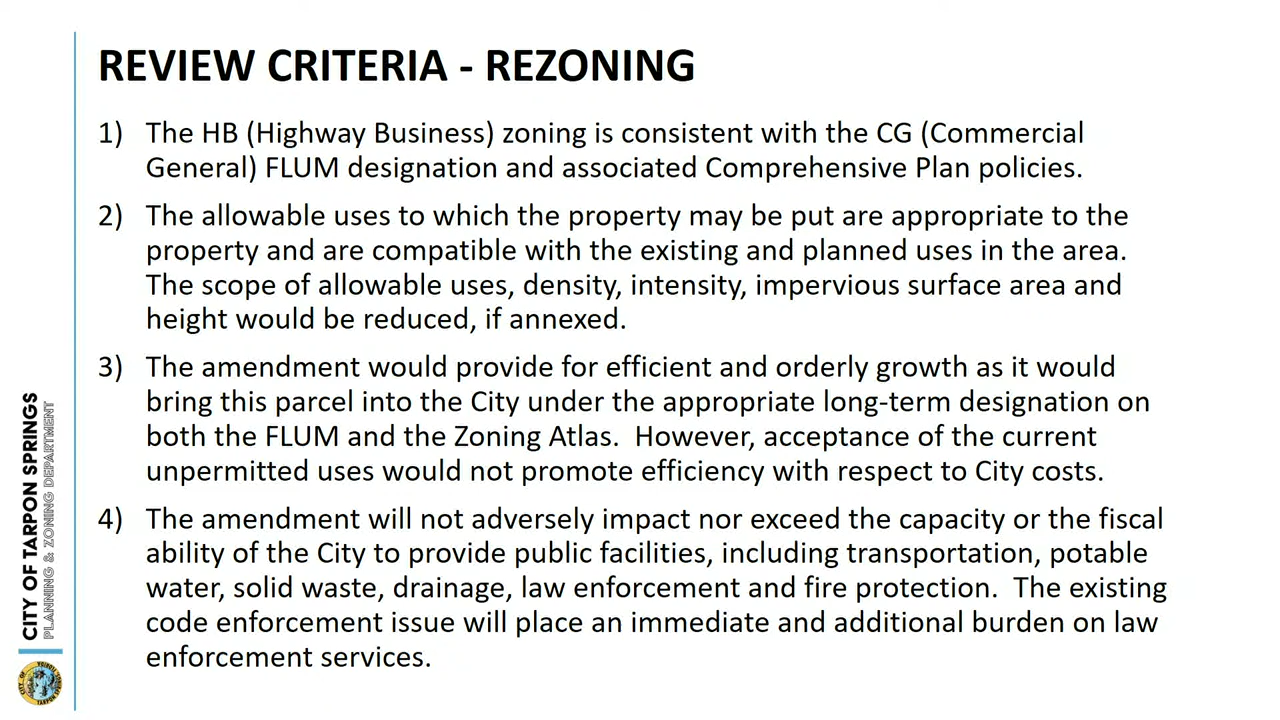 REVIEW CRITERIA - REZONING
1) The HB (Highway Business) zoning is consistent with the CG (Commercial
General) FLUM designation and associated Comprehensive Plan policies.
2) The allowable uses to which the property may be put are appropriate to the
property and are compatible with the existing and planned uses in the area.
The scope of allowable uses, density, intensity, impervious surface area and
height would be reduced, if annexed.
3) The amendment would provide for efficient and orderly growth as it would
bring this parcel into the City under the appropriate long-term designation on
both the FLUM and the Zoning Atlas. However, acceptance of the current
unpermitted uses would not promote efficiency with respect to City costs.
4) The amendment will not adversely impact nor exceed the capacity or the fiscal
ability of the City to provide public facilities, including transportation, potable
water, solid waste, drainage, law enforcement and fire protection. The existing
code enforcement issue will place an immediate and additional burden on law
enforcement services.
CITY OF TARPON SPRINGS
PLANNING & ZONING DEPARTMENT